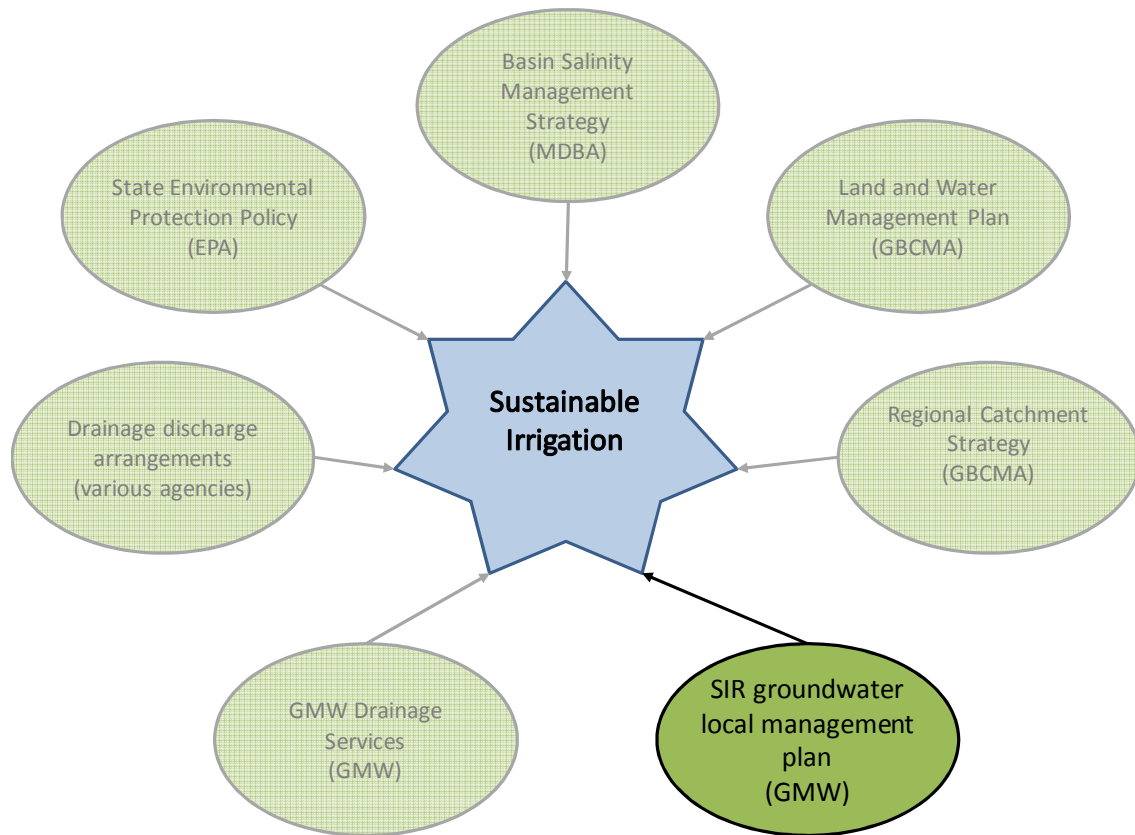 Basin Salinity
Management
Strategy
(MDBA)
State Environmental
Protection Policy
(EPA)
Land and Water
Management Plan
(GBCMA)
Sustainable
Irrigation
Drainage discharge
arrangements
(various agencies)
Regional Catchment
Strategy
(GBCMA)
GMW Drainage
Services
(GMW)
SIR groundwater
local management
plan
(GMW)